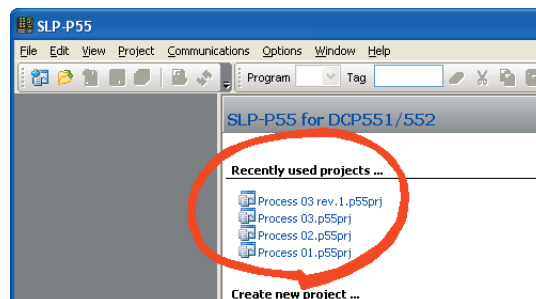 SLP-P55
File Edit View Project Communications Options Window Help
Program Tag
SLP-P55 for DCP551/552
Recently used projects ...
Process 03 rev.1.p55prj
Process 03.p55prj
Process 02.p55prj
Process 01.p55prj
Create new project ...